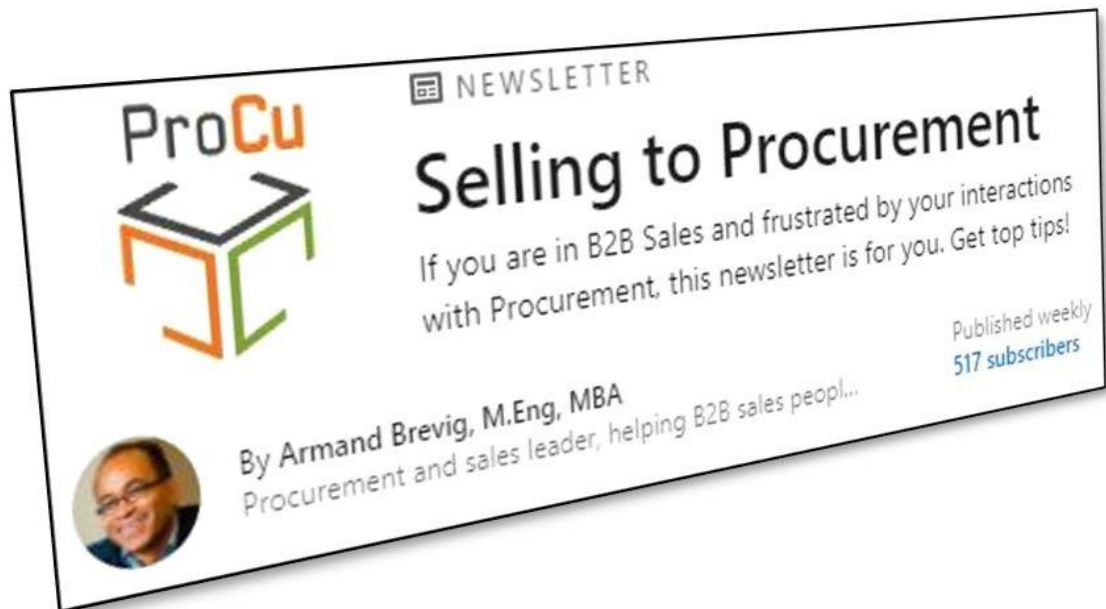 ProCu
NEWSLETTER
Selling to Procurement
If you are in B2B Sales and frustrated by your interactions
with Procurement, this newsletter is for you. Get top tips!
Published weekly
517 subscribers
By Armand Brevig, M.Eng, MBA
Procurement and sales leader, helping B2B sales peopl...